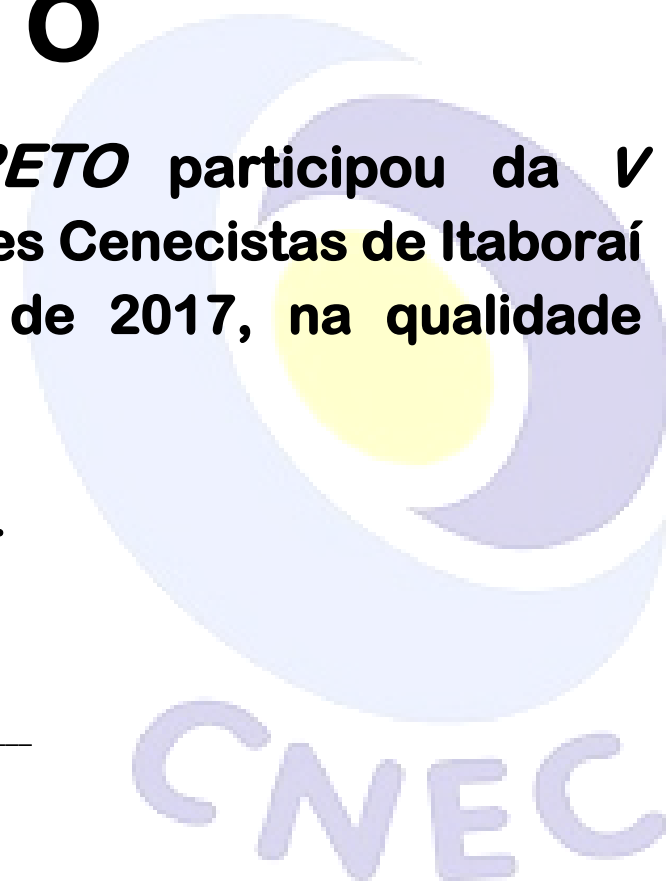 O
PETO participou da V
es Cenecistas de Itaboraí
de 2017, na qualidade
.
CNEC